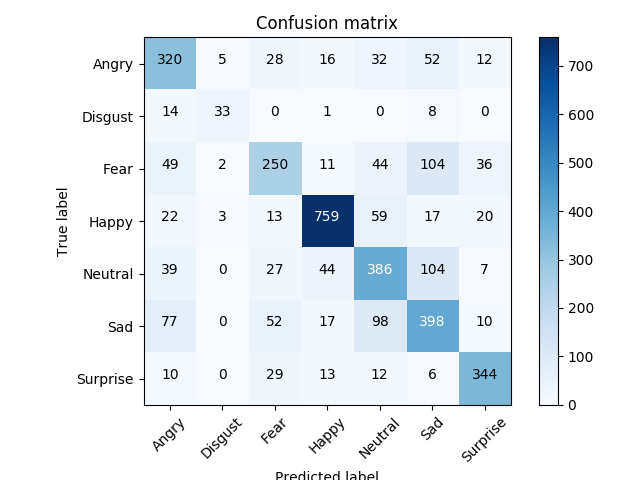 Confusion matrix
True label
Angry 320 5 28 16 32 52 12
Disgust 14 33 0 1 0 8 0
Fear 49 2 250 11 44 104 36
Happy 22 3 13 759 59 17 20
Neutral 39 0 27 44 386 104 7
Sad 77 0 52 17 98 398 10
Surprise 10 0 29 13 12 6 344
Angry Disgust Fear Happy Neutral Sad Surprise
Predicted label
700
600
500
400
300
200
100
0